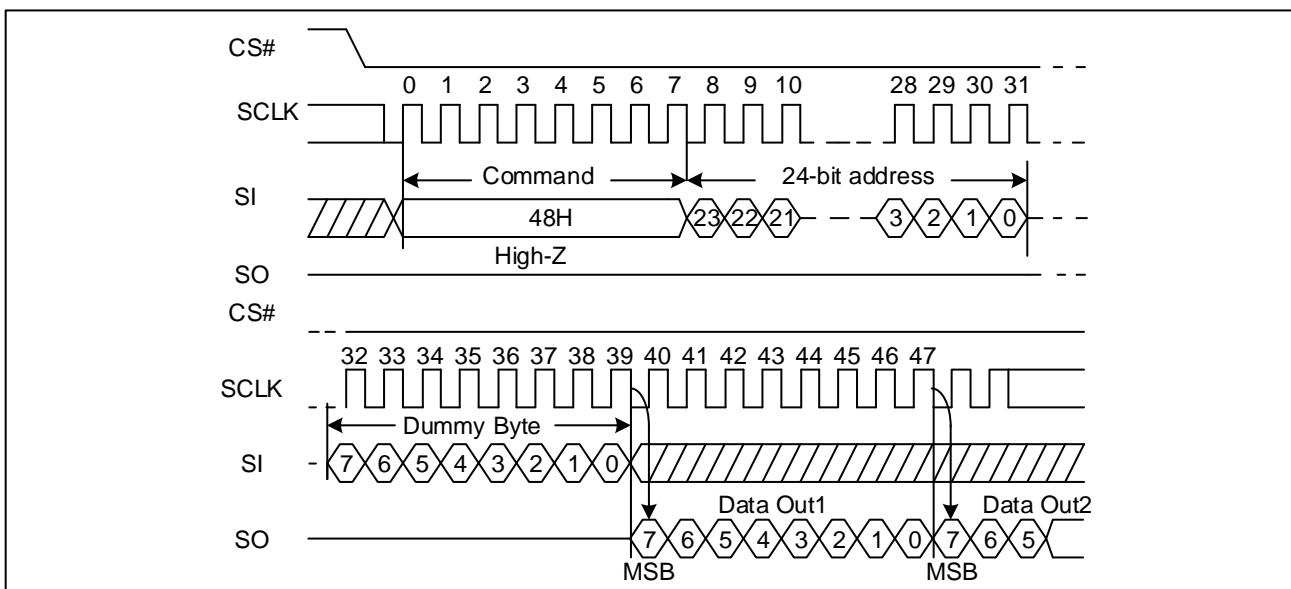 CS#
0 1 2 3 4 5 6 7 8 9 10 28 29 30 31
SCLK
Command 24-bit address
SI
48H 23 22 21 3 2 1 0
High-Z
SO
CS#
32 33 34 35 36 37 38 39 40 41 42 43 44 45 46 47
SCLK
Dummy Byte
SI 7 6 5 4 3 2 1 0
Data Out1 Data Out2
SO 7 6 5 4 3 2 1 0 7 6 5
MSB MSB